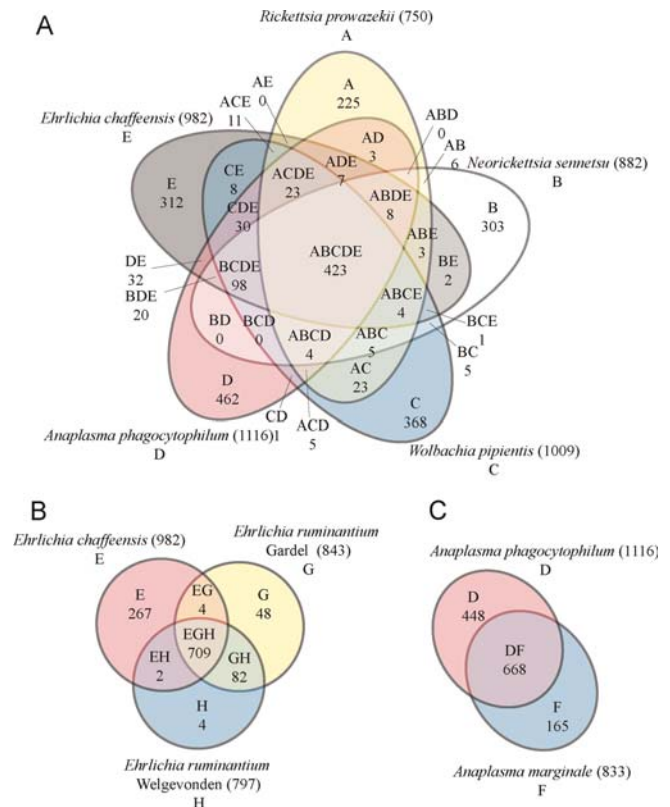 A
Rickettsia prowazekii (750)
A
A
225
AE
0
ACE
11
ABD
0
AB
6
Ehrlichia chaffeensis (982)
E
Neorickettsia sennetsu (882)
B
AD
3
ADE
7
ACDE
23
CE
8
CDE
30
E
312
ABDE
8
B
303
ABE
3
BE
2
ABCDE
423
DE
32
BDE
20
BCDE
98
ABCE
4
BCE
1
BC
5
BD
0
BCD
0
ABCD
4
ABC
5
AC
23
D
462
C
368
CD
1
ACD
5
Anaplasma phagocytophilum (1116)
D
Wolbachia pipientis (1009)
C
B
Ehrlichia chaffeensis (982)
E
Ehrlichia ruminantium
Gardel (843)
G
E
267
EG
4
G
48
EGH
709
EH
2
GH
82
H
4
Ehrlichia ruminantium
Welgevonden (797)
H
C
Anaplasma phagocytophilum (1116)
D
D
448
DF
668
F
165
Anaplasma marginale (833)
F